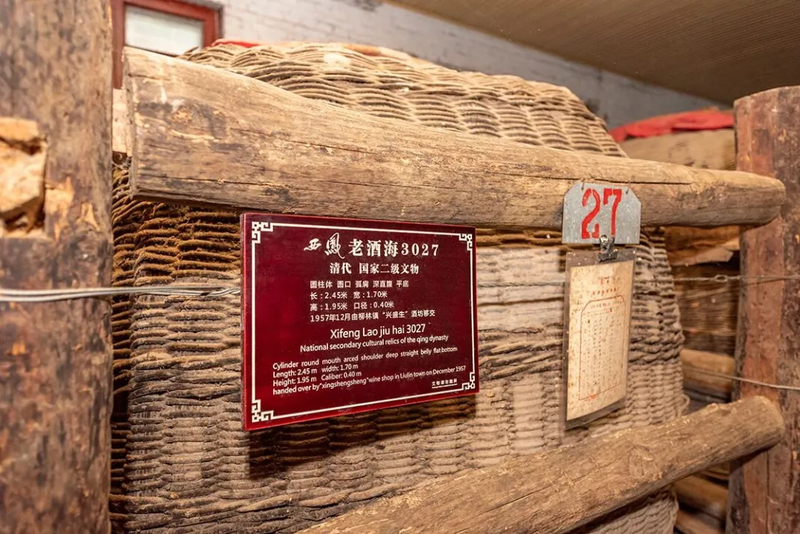 西鳳 老酒海3027
清代 国家二级文物
圆柱体 圆口 弧肩 深直腹 平底
长：2.45米 宽：1.70米
高：1.95米 口径：0.40米
1957年12月由柳林镇“兴盛生”酒坊移交
Xifeng Lao jiu hai 3027
National secondary cultural relics of the qing dynasty
Cylinder round mouth arced shoulder deep straight belly flat bottom
Length: 2.45 m width: 1.70 m
Height: 1.95 m Caliber: 0.40 m
handed over by"xingshengsheng"wine shop in Liulin town on December 1957
27